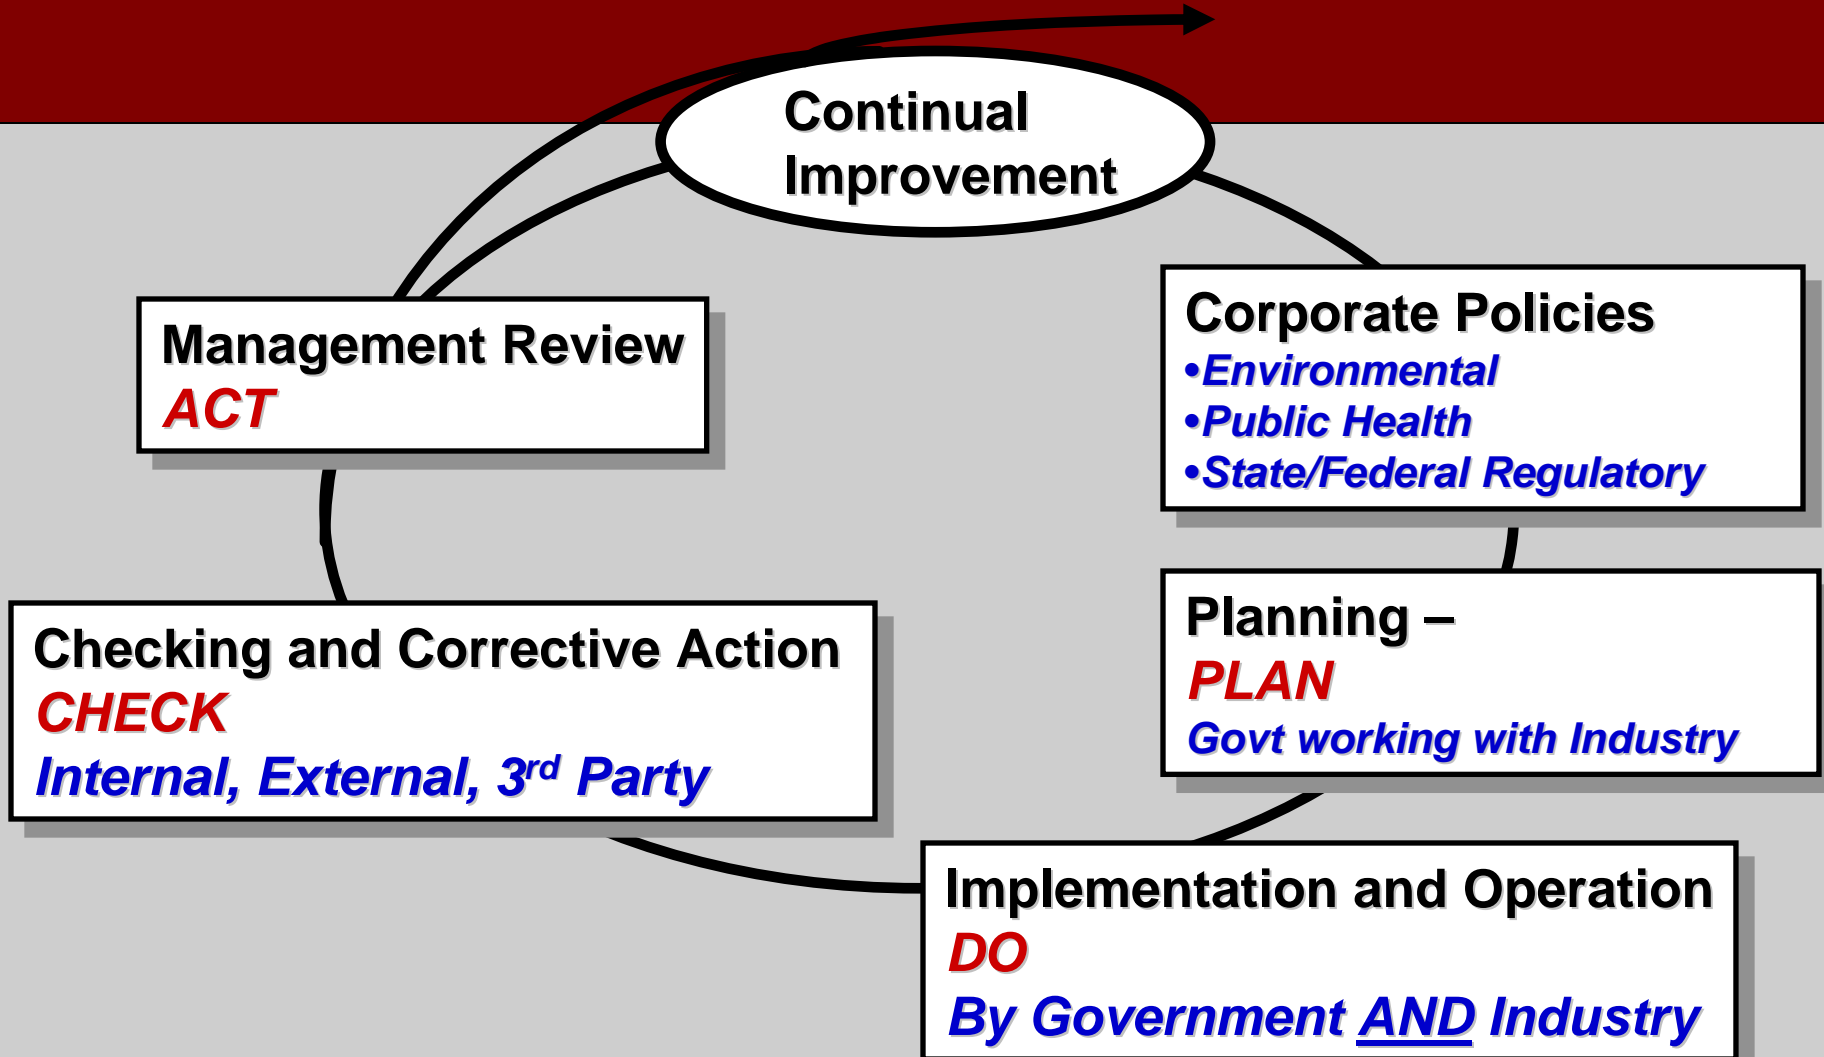 Continual
Improvement
Management Review
ACT
Corporate Policies
•Environmental
•Public Health
•State/Federal Regulatory
Checking and Corrective Action
CHECK
Internal, External, 3rd Party
Planning –
PLAN
Govt working with Industry
Implementation and Operation
DO
By Government AND Industry